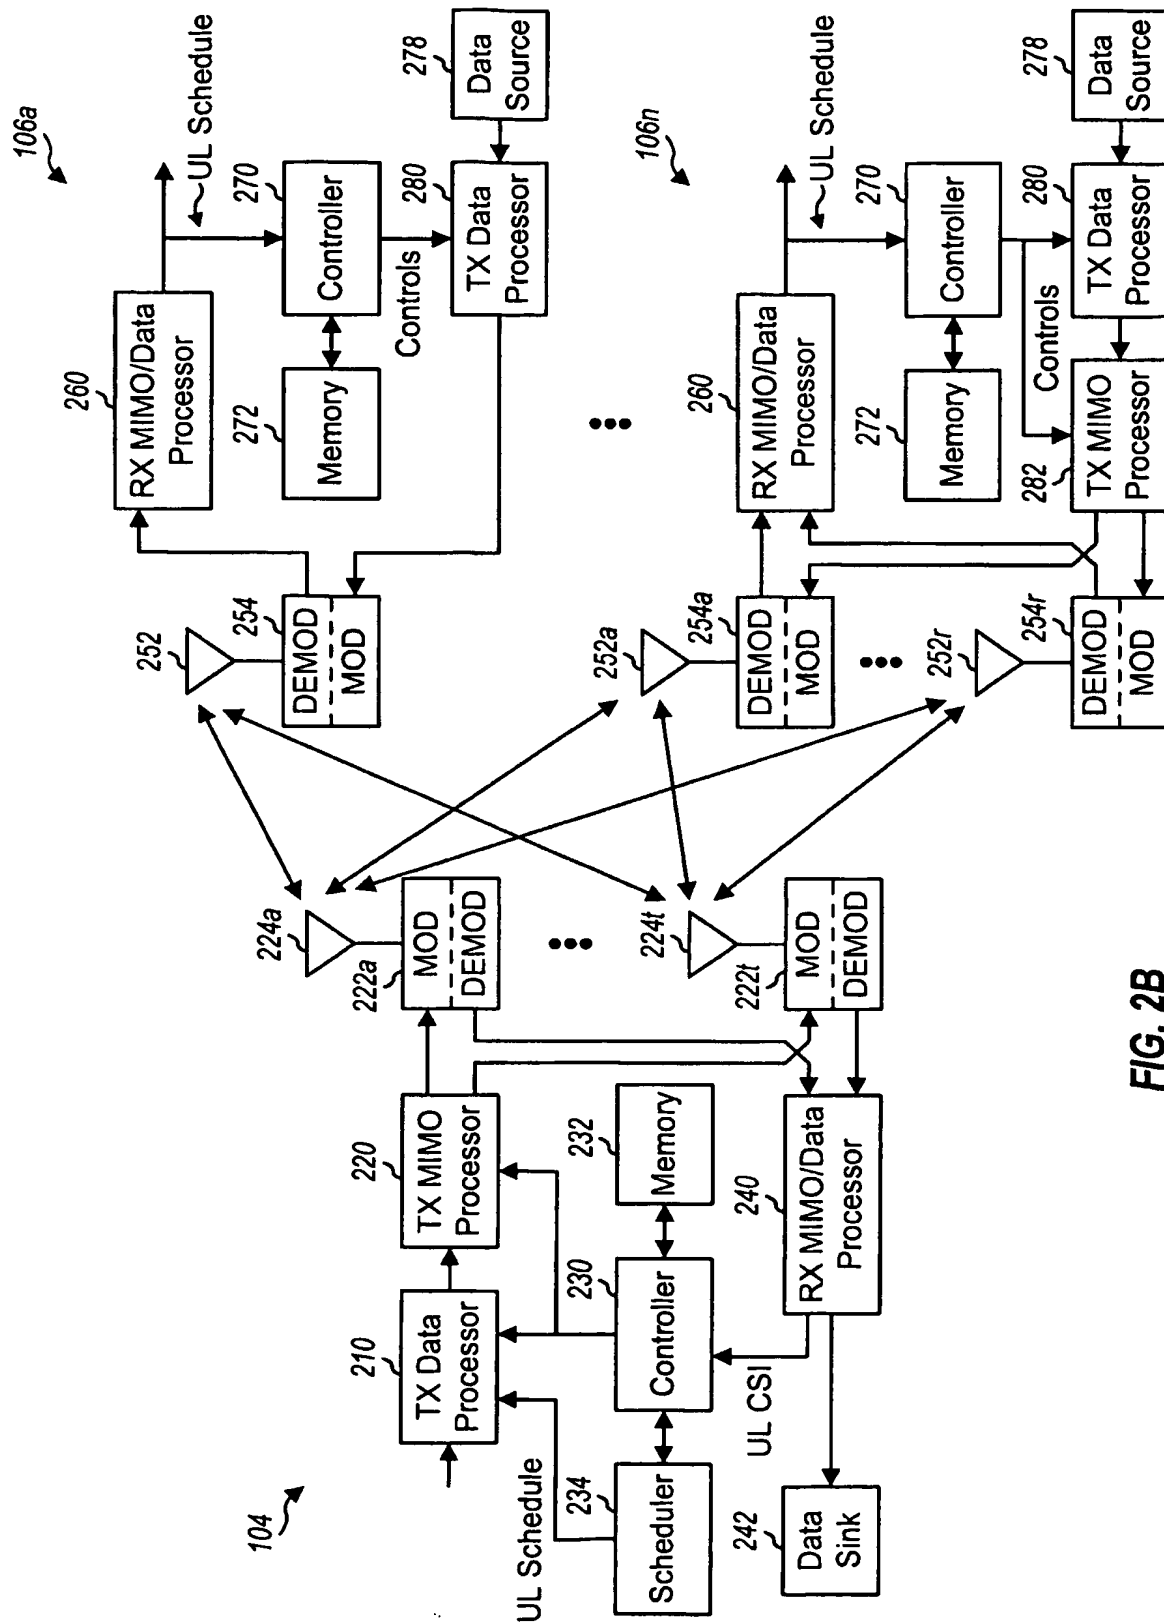 104
UL Schedule
210
TX Data
Processor
220
TX MIMO
Processor
222a
MOD
DEMOD
224a
234
Scheduler
230
Controller
232
Memory
UL CSI
242
Data
Sink
240
RX MIMO/Data
Processor
222t
MOD
DEMOD
224t
106a
252
254
DEMOD
MOD
260
RX MIMO/Data
Processor
UL Schedule
272
Memory
270
Controller
Controls
280
TX Data
Processor
278
Data
Source
106n
252a
254a
DEMOD
MOD
252r
254r
DEMOD
MOD
260
RX MIMO/Data
Processor
UL Schedule
272
Memory
270
Controller
Controls
282
TX MIMO
Processor
280
TX Data
Processor
278
Data
Source
FIG. 2B